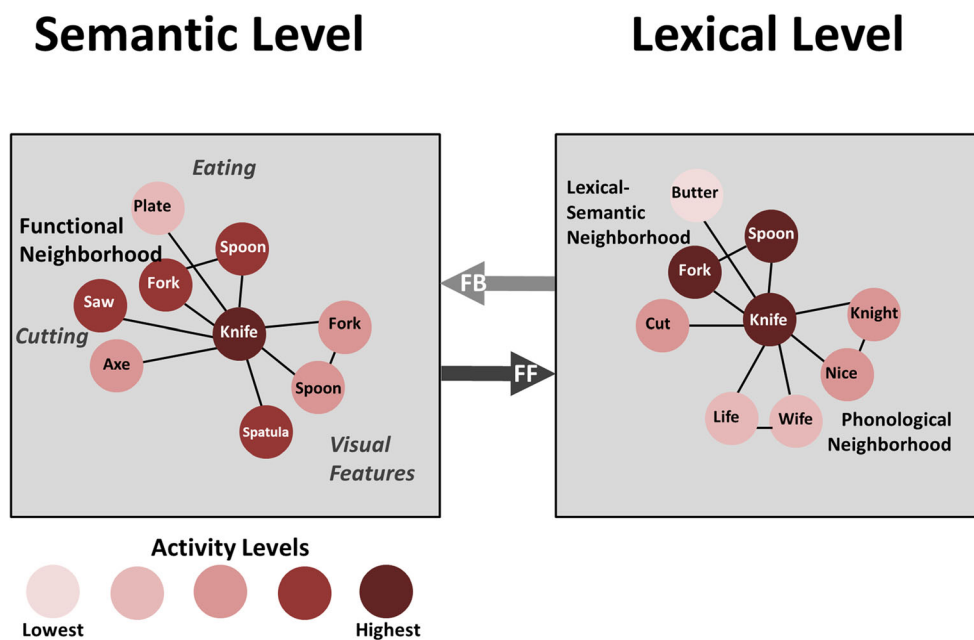 Semantic Level
Lexical Level
Eating
Plate
Functional
Neighborhood
Spoon
Fork
Saw
Cutting
Knife
Fork
Axe
Spoon
Spatula
Visual
Features
FB
FF
Lexical-
Semantic
Neighborhood
Butter
Spoon
Fork
Cut
Knife
Knight
Nice
Life
Wife
Phonological
Neighborhood
Activity Levels
Lowest
Highest